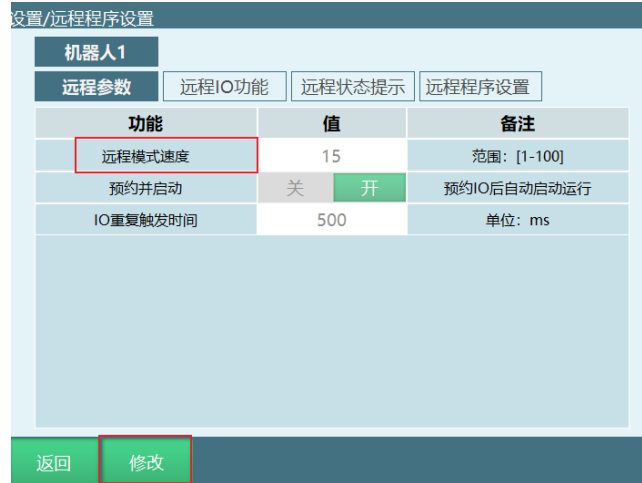 设置/远程程序设置
机器人1
远程参数 远程IO功能 远程状态提示 远程程序设置
功能 值 备注
远程模式速度 15 范围：[1-100]
预约并启动 关 开 预约IO后自动启动运行
IO重复触发时间 500 单位：ms
返回 修改